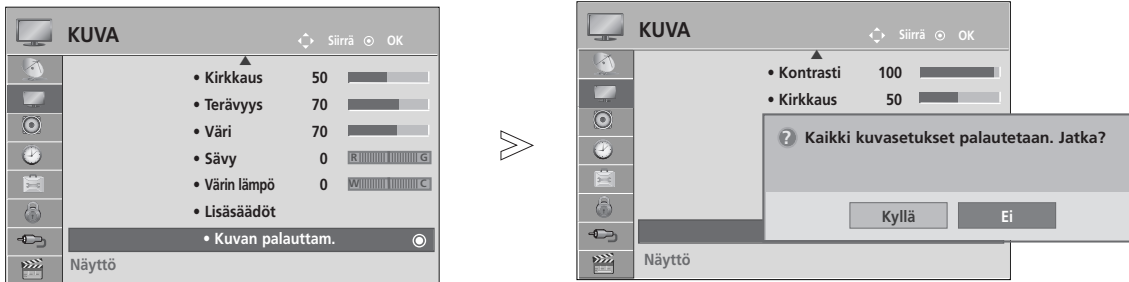 KUVA
Siirrä OK
• Kirkkaus 50
• Terävyys 70
• Väri 70
• Sävy 0 R G
• Värin lämpö 0 W C
• Lisäsäädöt
• Kuvan palauttam.
Näyttö
>
KUVA
Siirrä OK
• Kontrasti 100
• Kirkkaus 50
? Kaikki kuvasetukset palautetaan. Jatka?
Kyllä Ei
Näyttö